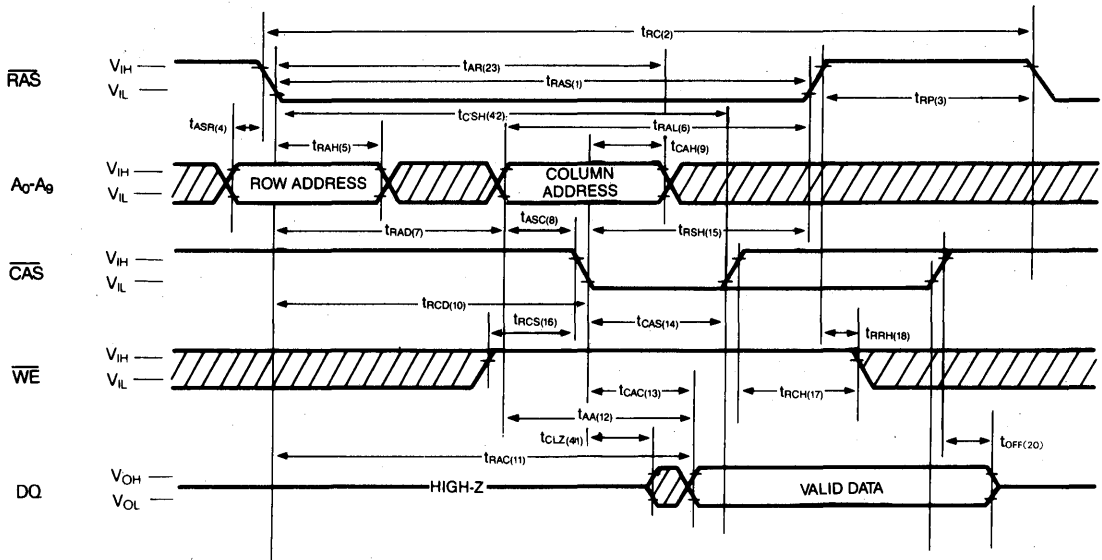 tRC(2)
RAS
VIH
VIL
tAR(23)
tRAS(1)
tRP(3)
tCSH(42)
tASR(4)
tRAL(6)
tRAH(5)
tCAH(9)
A0-A9
VIH
VIL
ROW ADDRESS
COLUMN
ADDRESS
tASC(8)
tRAD(7)
tRSH(15)
CAS
VIH
VIL
tRCD(10)
tRCS(16)
tCAS(14)
tRRH(18)
WE
VIH
VIL
tCAC(13)
tRCH(17)
tAA(12)
tCLZ(41)
tOFF(20)
tRAC(11)
DQ
VOH
VOL
HIGH-Z
VALID DATA